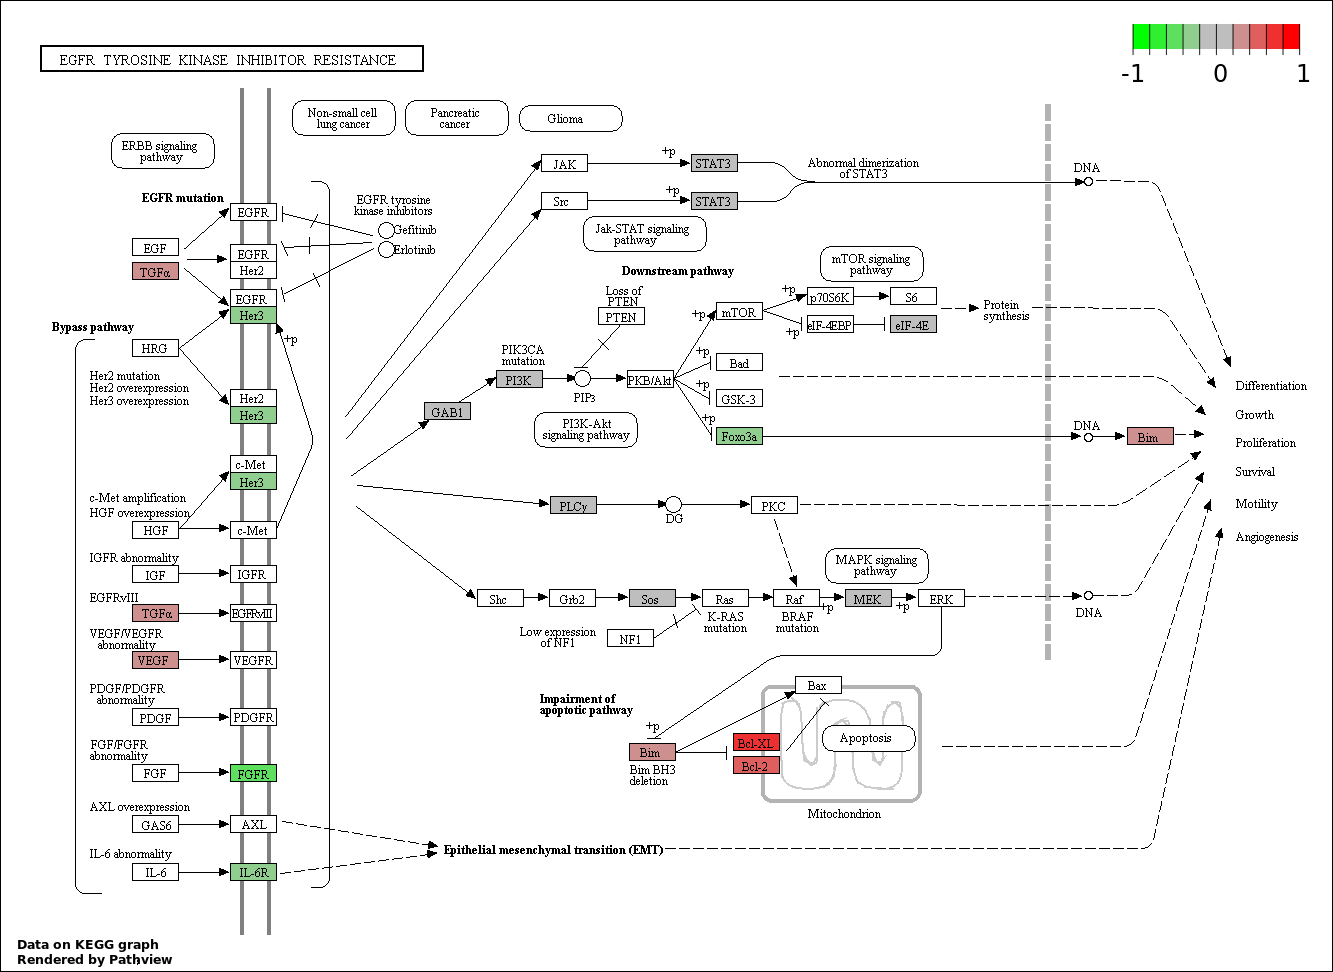 EGFR TYROSINE KINASE INHIBITOR RESISTANCE
-1 0 1
Non-small cell
lung cancer
Pancreatic
cancer
Glioma
ERBB signaling
pathway
EGFR mutation
EGFR tyrosine
kinase inhibitors
Gefitinib
Erlotinib
EGF
TGFα
EGFR
EGFR
Her2
EGFR
Her3
Bypass pathway
+p
HRG
Her2 mutation
Her2 overexpression
Her3 overexpression
Her2
Her3
c-Met
Her3
c-Met amplification
HGF overexpression
HGF
c-Met
IGFR abnormality
IGF
IGFR
EGFRvIII
TGFα
EGFRvIII
VEGF/VEGFR
abnormality
VEGF
VEGFR
PDGF/PDGFR
abnormality
PDGF
PDGFR
FGF/FGFR
abnormality
FGF
FGFR
AXL overexpression
GAS6
AXL
IL-6 abnormality
IL-6
IL-6R
JAK
+p
STAT3
Src
+p
STAT3
Abnormal dimerization
of STAT3
DNA
Jak-STAT signaling
pathway
Downstream pathway
mTOR signaling
pathway
Loss of
PTEN
PTEN
+p
mTOR
+p
p70S6K
S6
+p
eIF-4EBP
eIF-4E
Protein
synthesis
PIK3CA
mutation
PI3K
PIP3
PKB/Akt
+p
Bad
+p
GSK-3
+p
Foxo3a
GAB1
PI3K-Akt
signaling pathway
DNA
Bim
PLCγ
DG
PKC
MAPK signaling
pathway
Shc
Grb2
Sos
Ras
Raf
+p
MEK
+p
ERK
DNA
K-RAS
mutation
BRAF
mutation
Low expression
of NF1
NF1
Impairment of
apoptotic pathway
+p
Bim
Bim BH3
deletion
Bcl-XL
Bcl-2
Bax
Apoptosis
Mitochondrion
Epithelial mesenchymal transition (EMT)
Differentiation
Growth
Proliferation
Survival
Motility
Angiogenesis
Data on KEGG graph
Rendered by Pathview